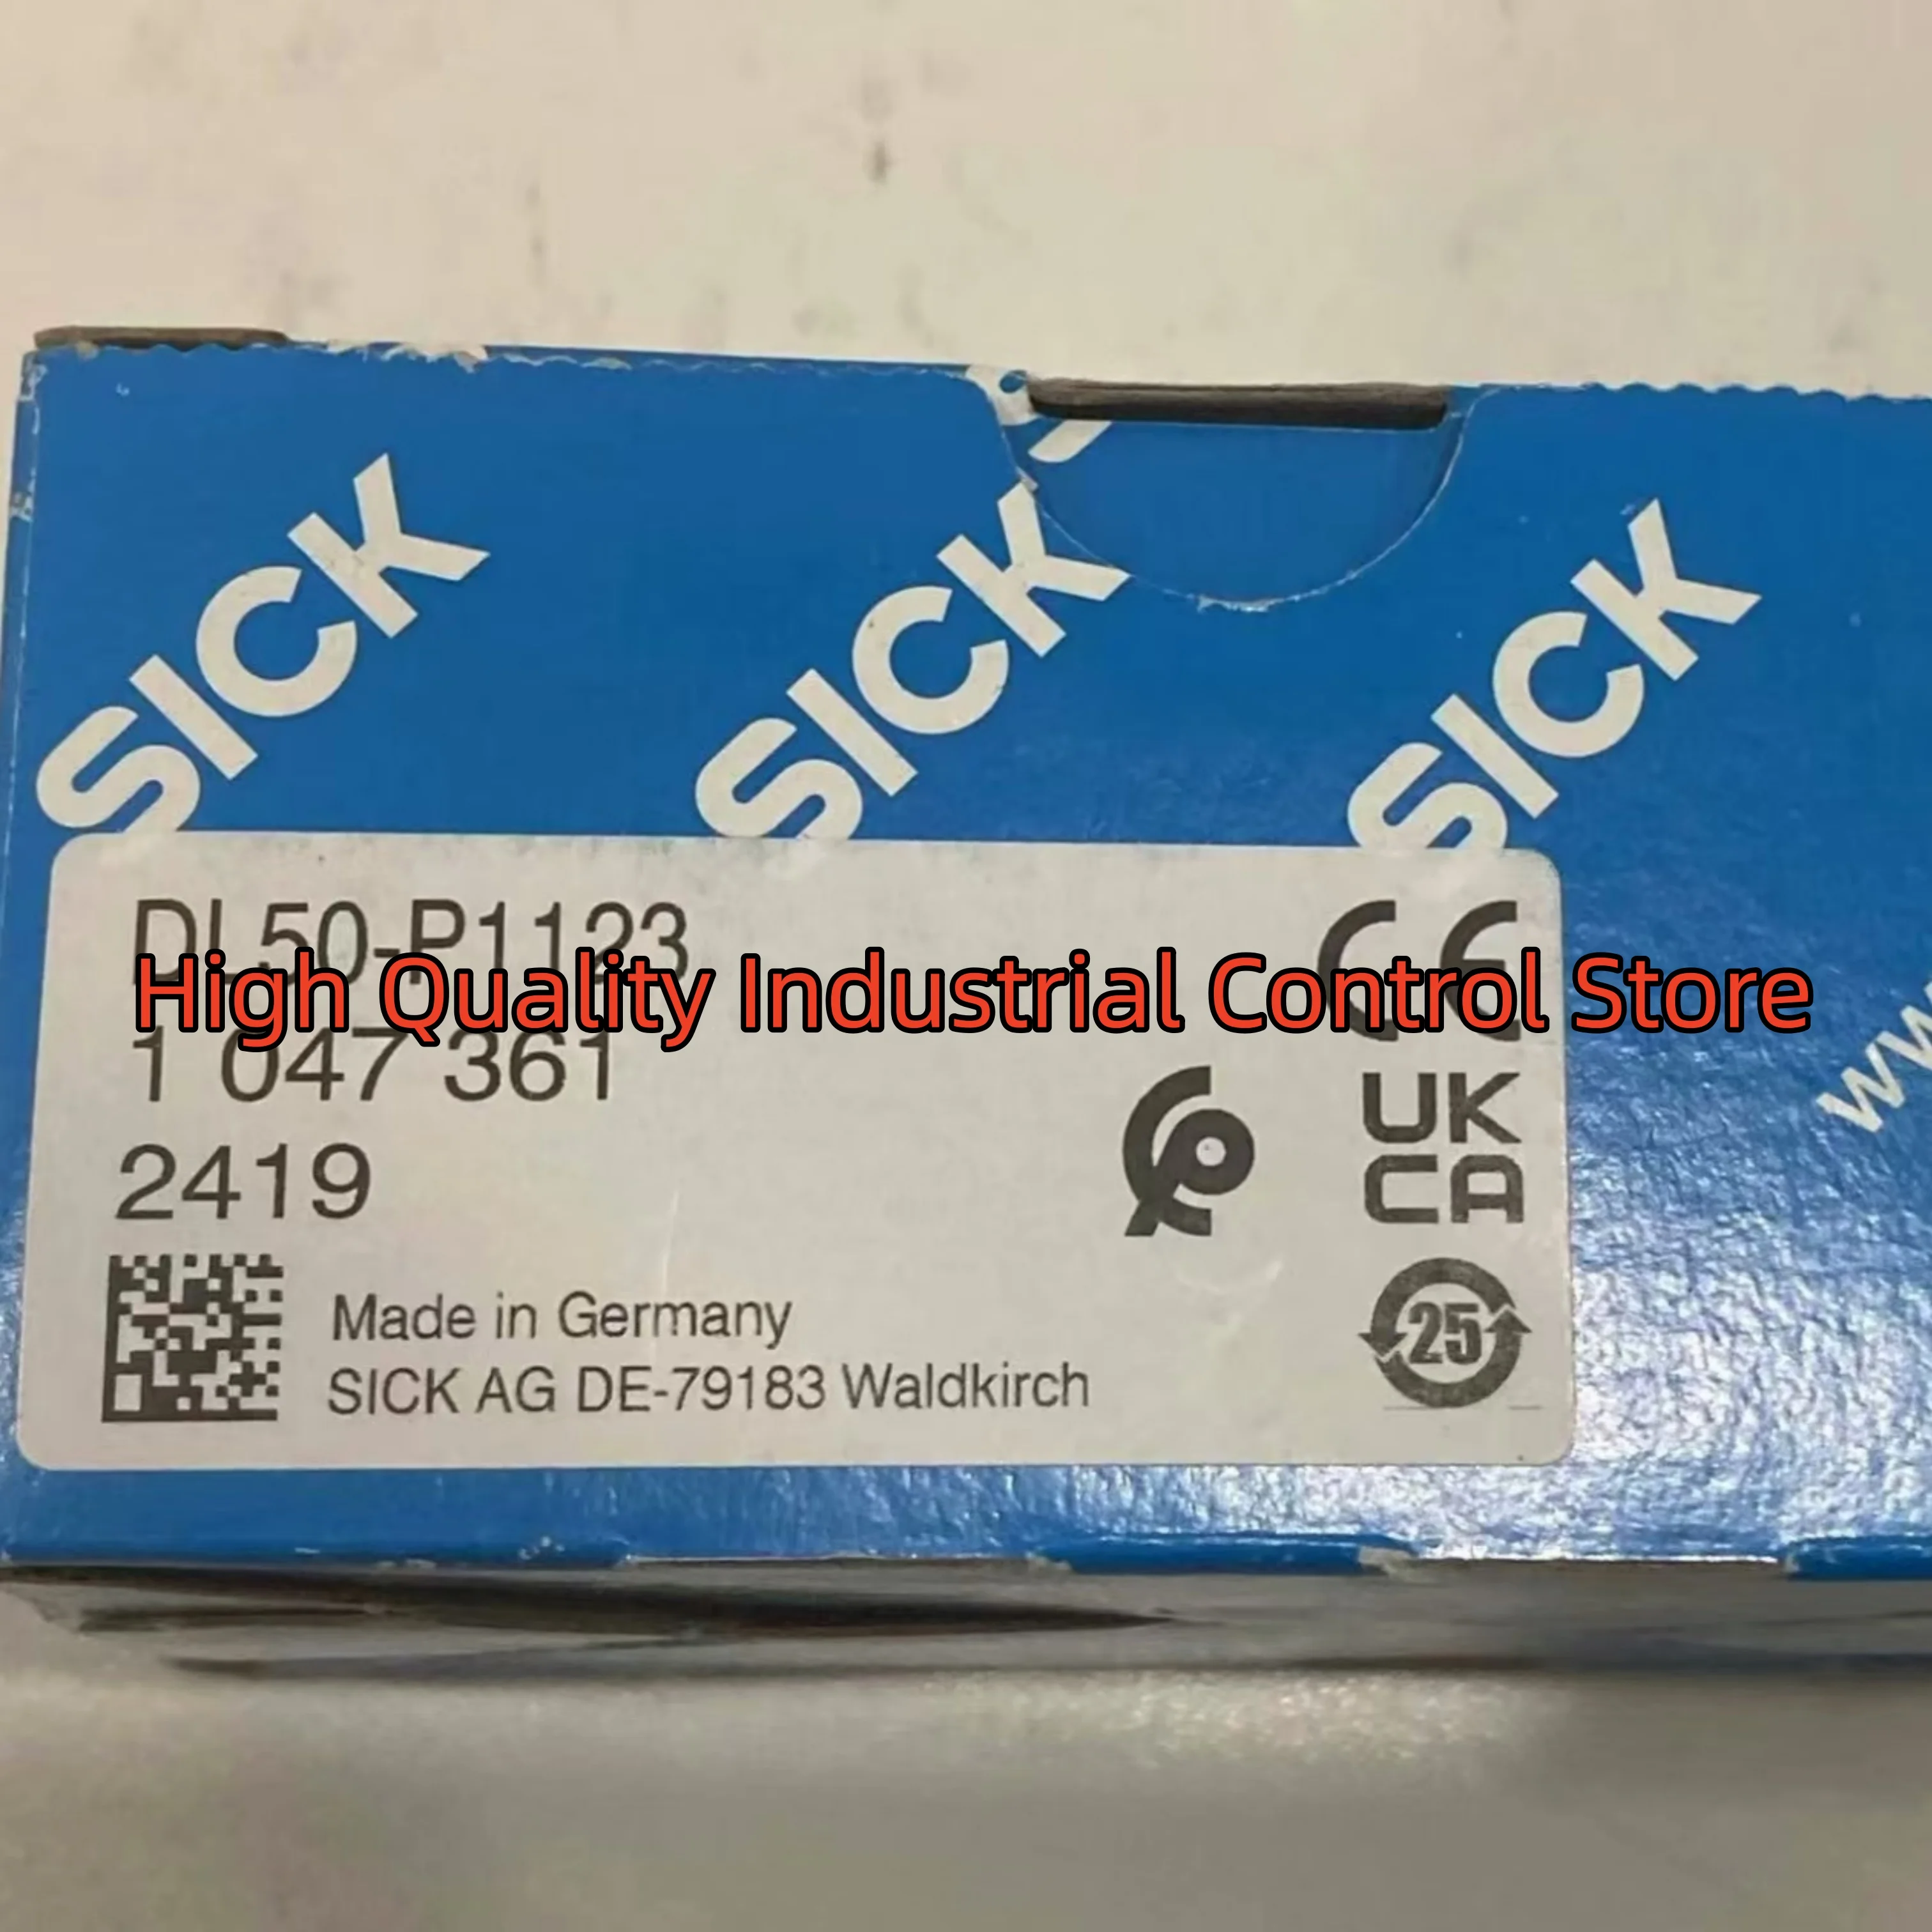 SICK
SICK
SICK
DL50-P1123
High Quality Industrial Control Store
1 047 361
2419
CE
UK
CA
25
Made in Germany
SICK AG DE-79183 Waldkirch